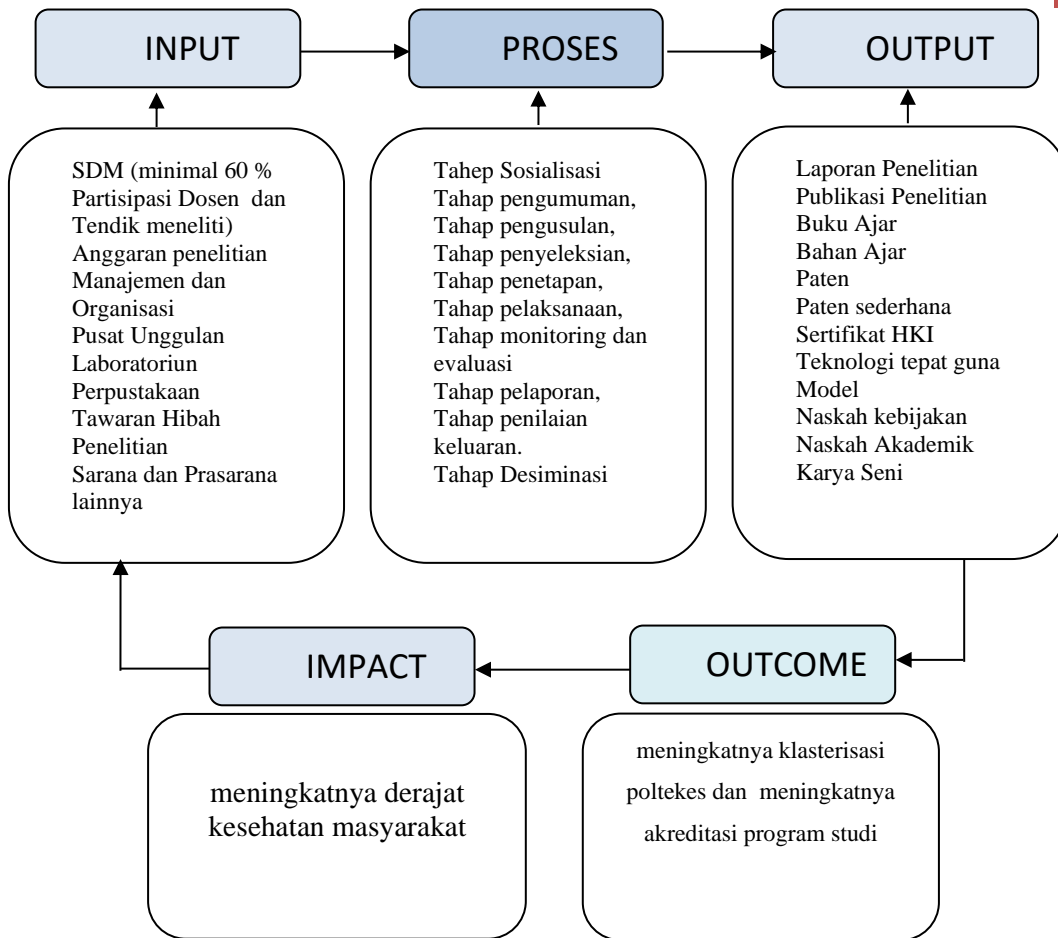 INPUT
PROSES
OUTPUT
SDM (minimal 60 %
Partisipasi Dosen dan
Tendik meneliti)
Anggaran penelitian
Manajemen dan
Organisasi
Pusat Unggulan
Laboratoriun
Perpustakaan
Tawaran Hibah
Penelitian
Sarana dan Prasarana
lainnya
Tahep Sosialisasi
Tahap pengumuman,
Tahap pengusulan,
Tahap penyeleksian,
Tahap penetapan,
Tahap pelaksanaan,
Tahap monitoring dan
evaluasi
Tahap pelaporan,
Tahap penilaian
keluaran.
Tahap Desiminasi
Laporan Penelitian
Publikasi Penelitian
Buku Ajar
Bahan Ajar
Paten
Paten sederhana
Sertifikat HKI
Teknologi tepat guna
Model
Naskah kebijakan
Naskah Akademik
Karya Seni
IMPACT
OUTCOME
meningkatnya derajat
kesehatan masyarakat
meningkatnya klasterisasi
poltekes dan meningkatnya
akreditasi program studi